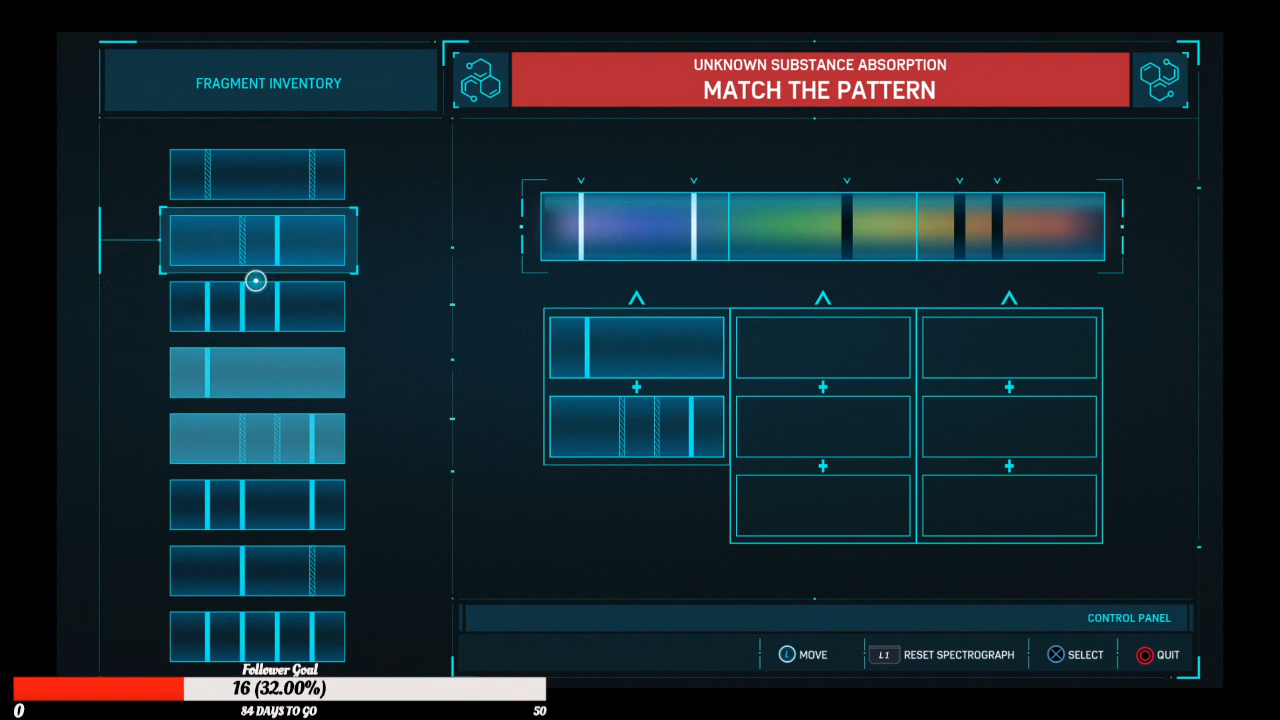 FRAGMENT INVENTORY
UNKNOWN SUBSTANCE ABSORPTION
MATCH THE PATTERN
CONTROL PANEL
L MOVE
L1 RESET SPECTROGRAPH
SELECT
QUIT
Follower Goal
16 (32.00%)
0
84 DAYS TO GO
50